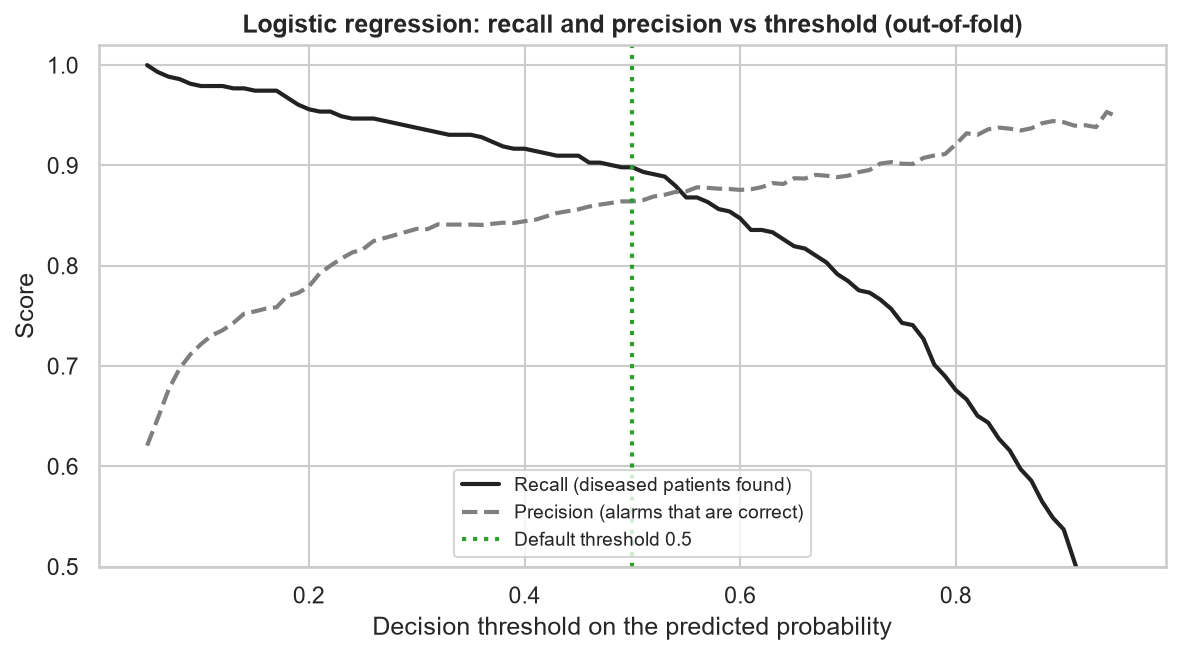 Logistic regression: recall and precision vs threshold (out-of-fold)
1.0
0.9
0.8
0.7
0.6
0.5
Score
Recall (diseased patients found)
Precision (alarms that are correct)
Default threshold 0.5
0.2 0.4 0.6 0.8
Decision threshold on the predicted probability